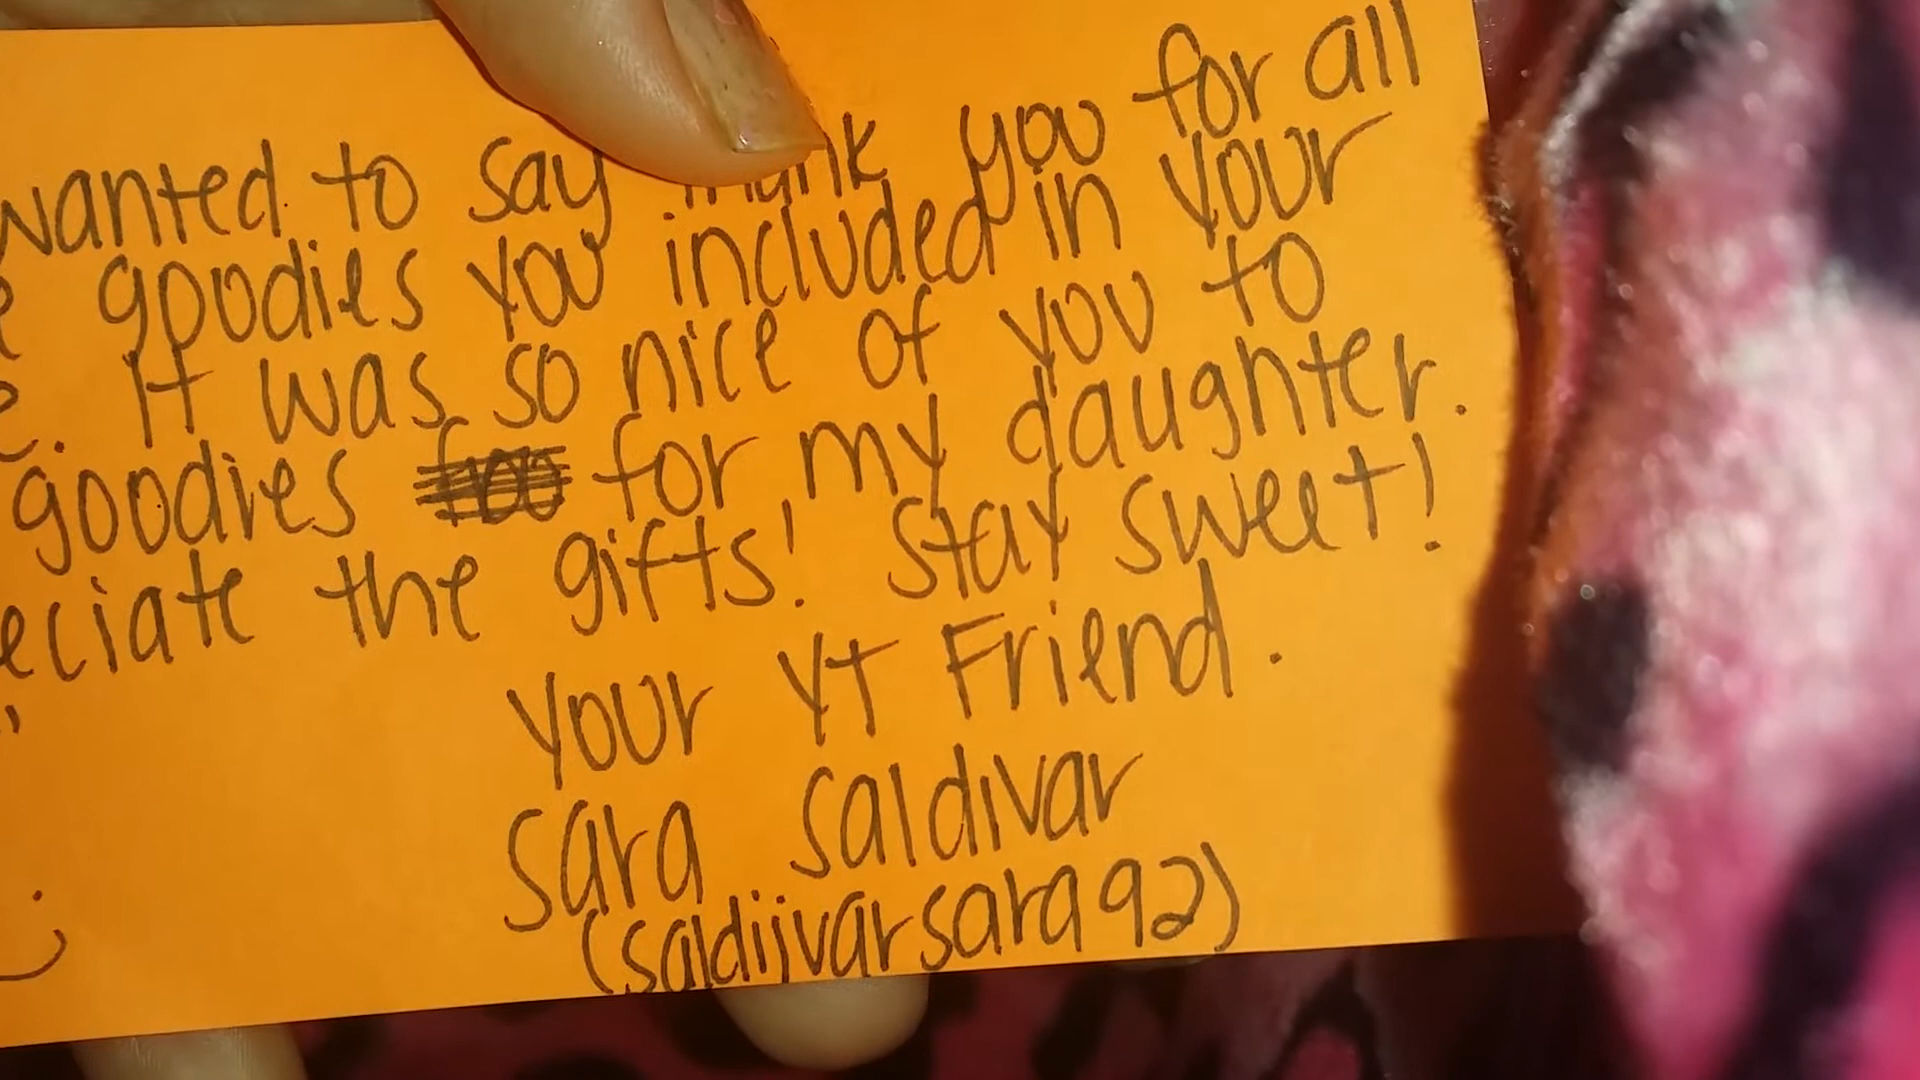 wanted to say thank you for all
goodies you included in your
. It was so nice of you to
goodies for my daughter.
eciate the gifts! Stay sweet!
Your YT Friend.
Sara Saldivar
(saldijvarsara92)